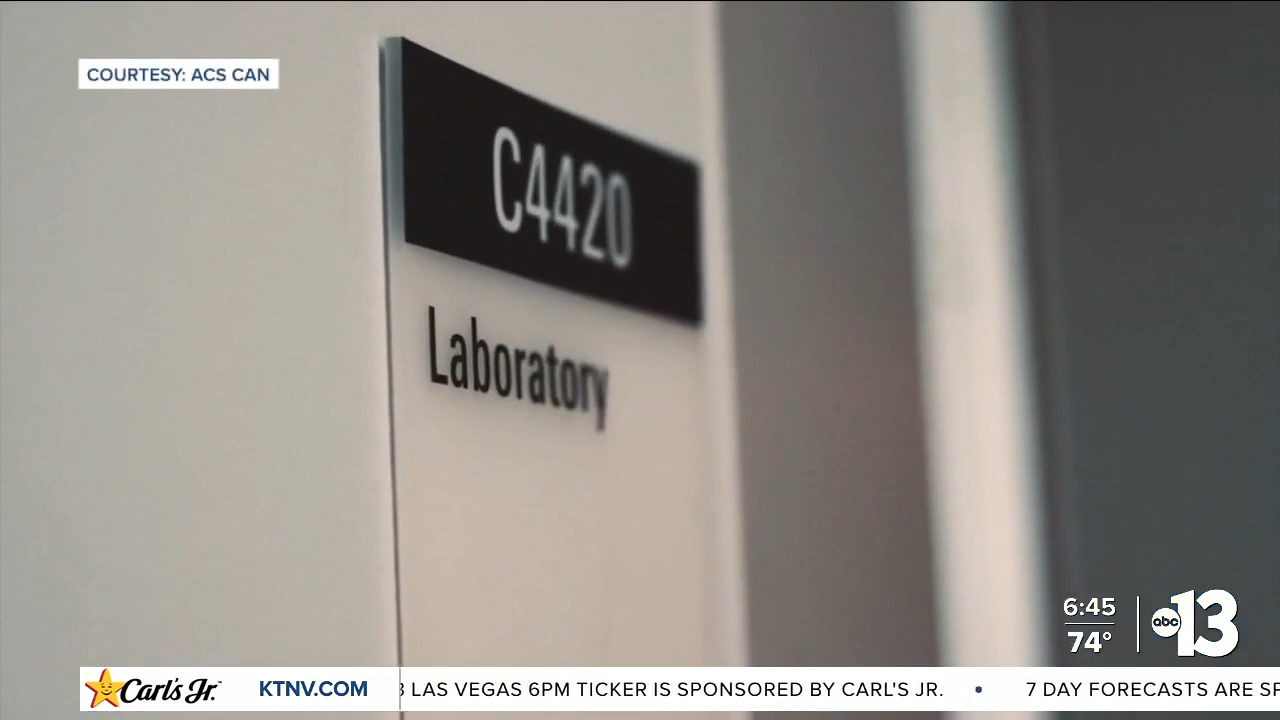 COURTESY: ACS CAN
C4420
Laboratory
6:45
74°
abc 13
Carl's Jr. KTNV.COM LAS VEGAS 6PM TICKER IS SPONSORED BY CARL'S JR. • 7 DAY FORECASTS ARE